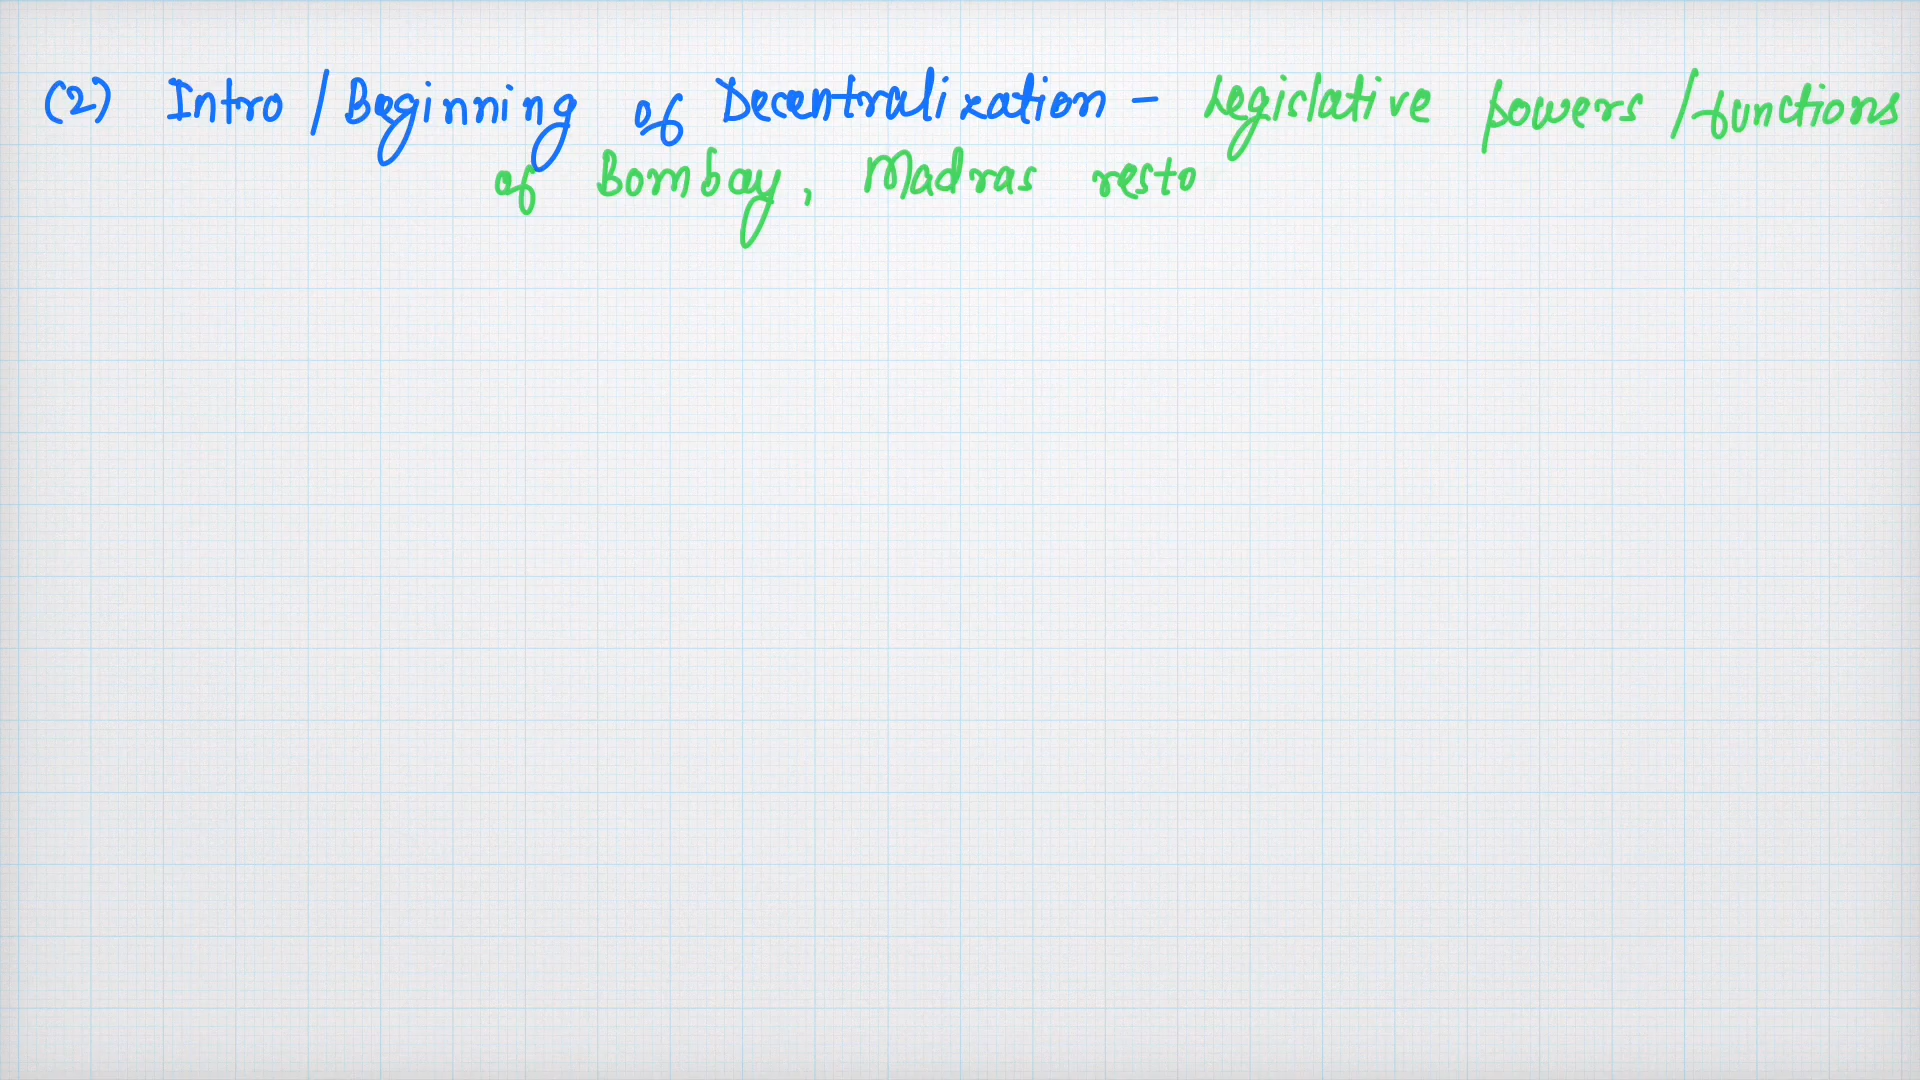 (2) Intro / Beginning of Decentralization - Legislative powers / functions
of Bombay, Madras resto